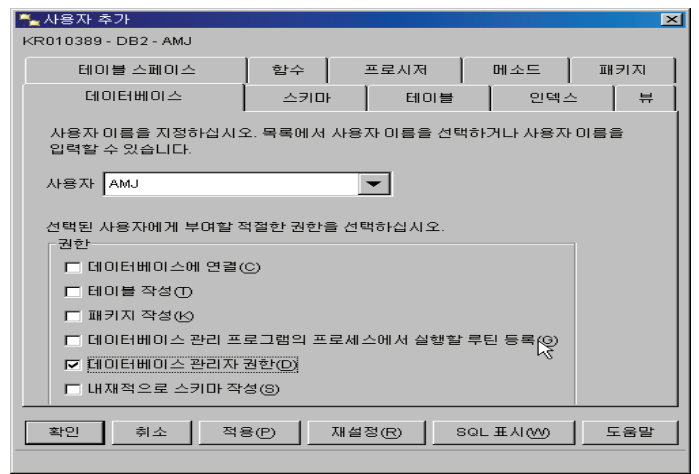 사용자 추가
KR010389 - DB2 - AMJ
테이블 스페이스 함수 프로시저 메소드 패키지
데이터베이스 스키마 테이블 인덱스 뷰
사용자 이름을 지정하십시오. 목록에서 사용자 이름을 선택하거나 사용자 이름을
입력할 수 있습니다.
사용자 AMJ
선택된 사용자에게 부여할 적절한 권한을 선택하십시오.
권한
데이터베이스에 연결(C)
테이블 작성(T)
패키지 작성(K)
데이터베이스 관리 프로그램의 프로세스에서 실행할 루틴 등록(G)
데이터베이스 관리자 권한(D)
내재적으로 스키마 작성(S)
확인 취소 적용(P) 재설정(R) SQL 표시(W) 도움말